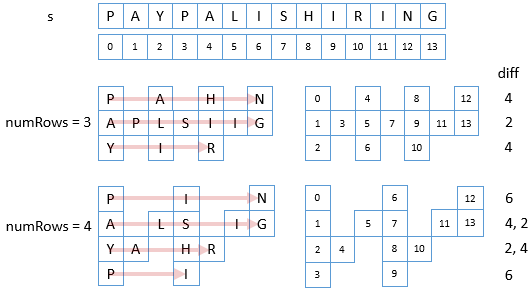 s P A Y P A L I S H I R I N G
0 1 2 3 4 5 6 7 8 9 10 11 12 13
diff
P A H N 0 4 8 12 4
numRows = 3 A P L S I I G 1 3 5 7 9 11 13 2
Y I R 2 6 10 4
P I N 0 6 12 6
numRows = 4 A L S I G 1 5 7 11 13 4, 2
Y A H R 2 4 8 10 2, 4
P I 3 9 6